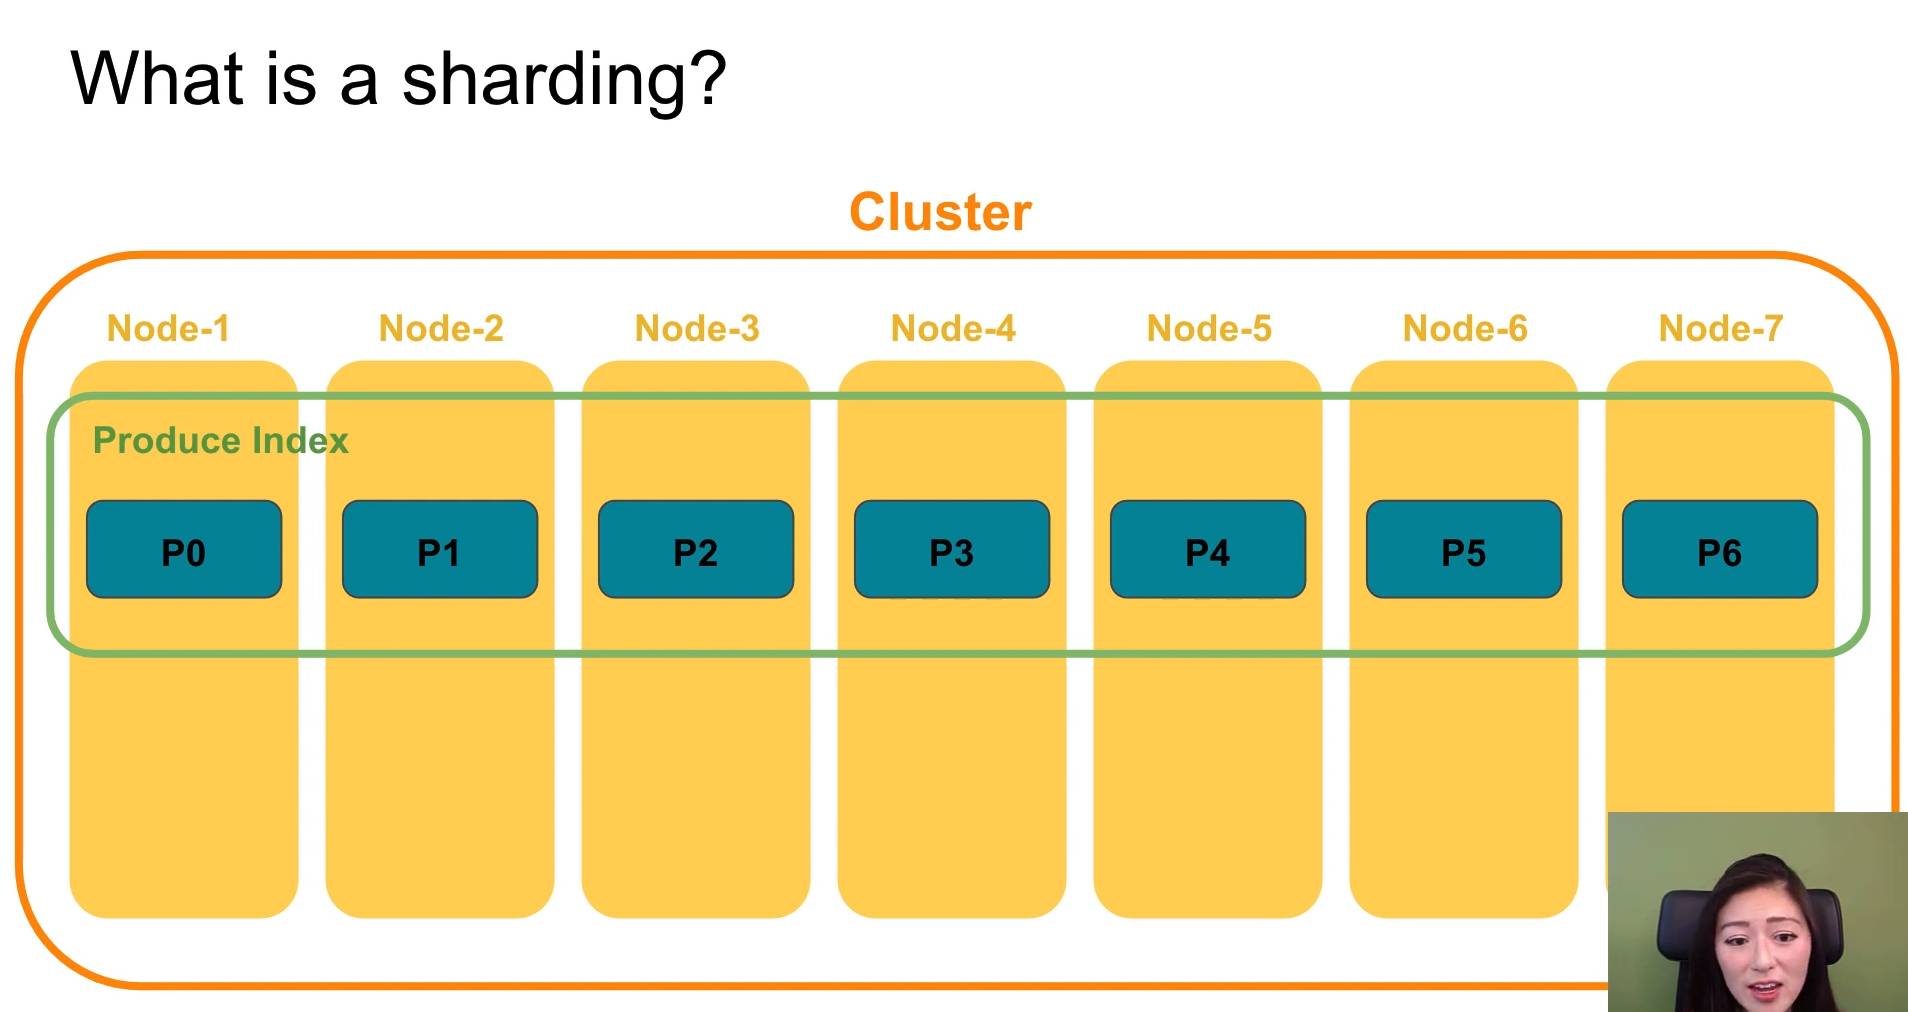 What is a sharding?
Cluster
Node-1 Node-2 Node-3 Node-4 Node-5 Node-6 Node-7
Produce Index
P0 P1 P2 P3 P4 P5 P6